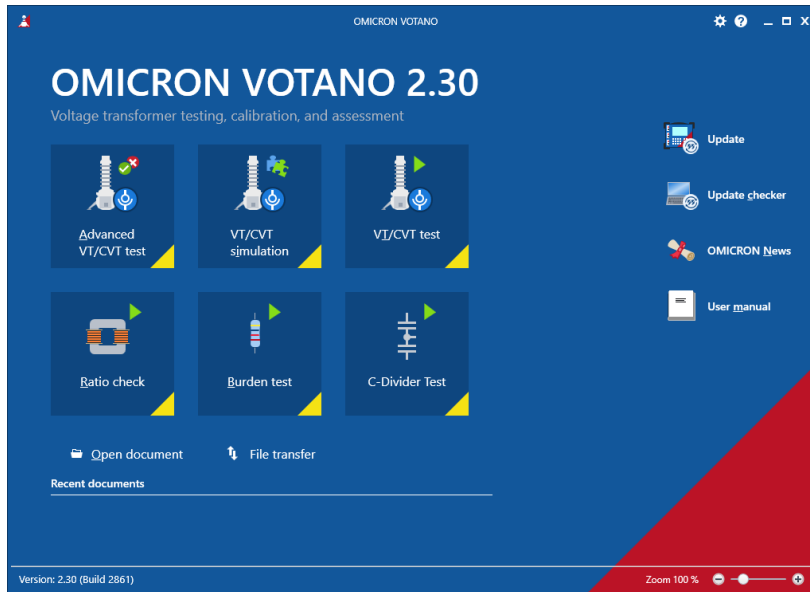 OMICRON VOTANO
OMICRON VOTANO 2.30
Voltage transformer testing, calibration, and assessment
Advanced
VT/CVT test
VT/CVT
simulation
VT/CVT test
Ratio check
Burden test
C-Divider Test
Update
Update checker
OMICRON News
User manual
Open document
File transfer
Recent documents
Version: 2.30 (Build 2861)
Zoom 100 %